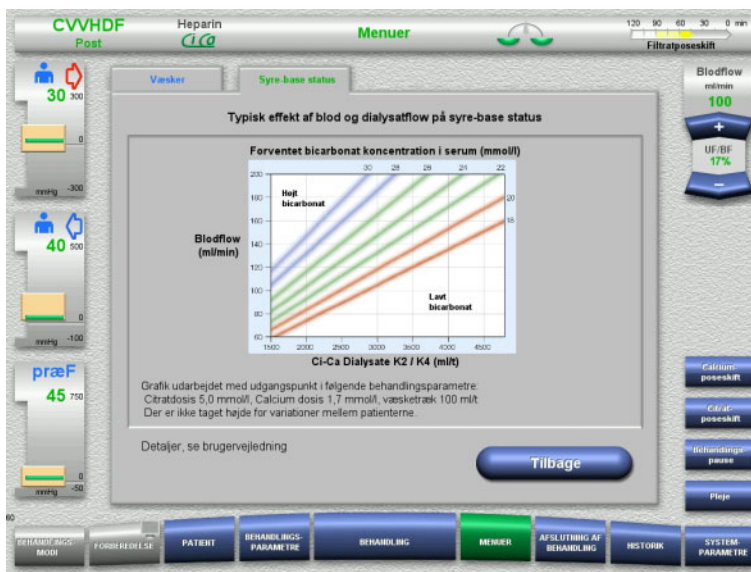 CVVHDF
Post
Heparin
CiCa
Menuer
120 90 60 30 0 min
Filtratposeskift
30 300
0
mmHg -300
40 500
0
mmHg -100
præF
45 750
0
mmHg -50
Væsker
Syre-base status
Typisk effekt af blod og dialysatflow på syre-base status
Forventet bicarbonat koncentration i serum (mmol/l)
30 28 26 24 22
200
180
160
140
120
100
80
60
Højt
bicarbonat
20
Blodflow
(ml/min)
Lavt
bicarbonat
1500 2000 2500 3000 3500 4000 4500
Ci-Ca Dialysate K2 / K4 (ml/t)
Grafik udarbejdet med udgangspunkt i følgende behandlingsparametre:
Citratdosis 5,0 mmol/l, Calcium dosis 1,7 mmol/l, væsketræk 100 ml/t
Der er ikke taget højde for variationer mellem patienterne.
Detaljer, se brugervejledning
Tilbage
Blodflow
ml/min
100
+
UF/BF
17%
−
Calcium-
poseskift
Citrat-
poseskift
Behandlings-
pause
Pleje
60
BEHANDLINGS-
MODI
FORBEREDELSE
PATIENT
BEHANDLINGS-
PARAMETRE
BEHANDLING
MENUER
AFSLUTNING AF
BEHANDLING
HISTORIK
SYSTEM-
PARAMETRE